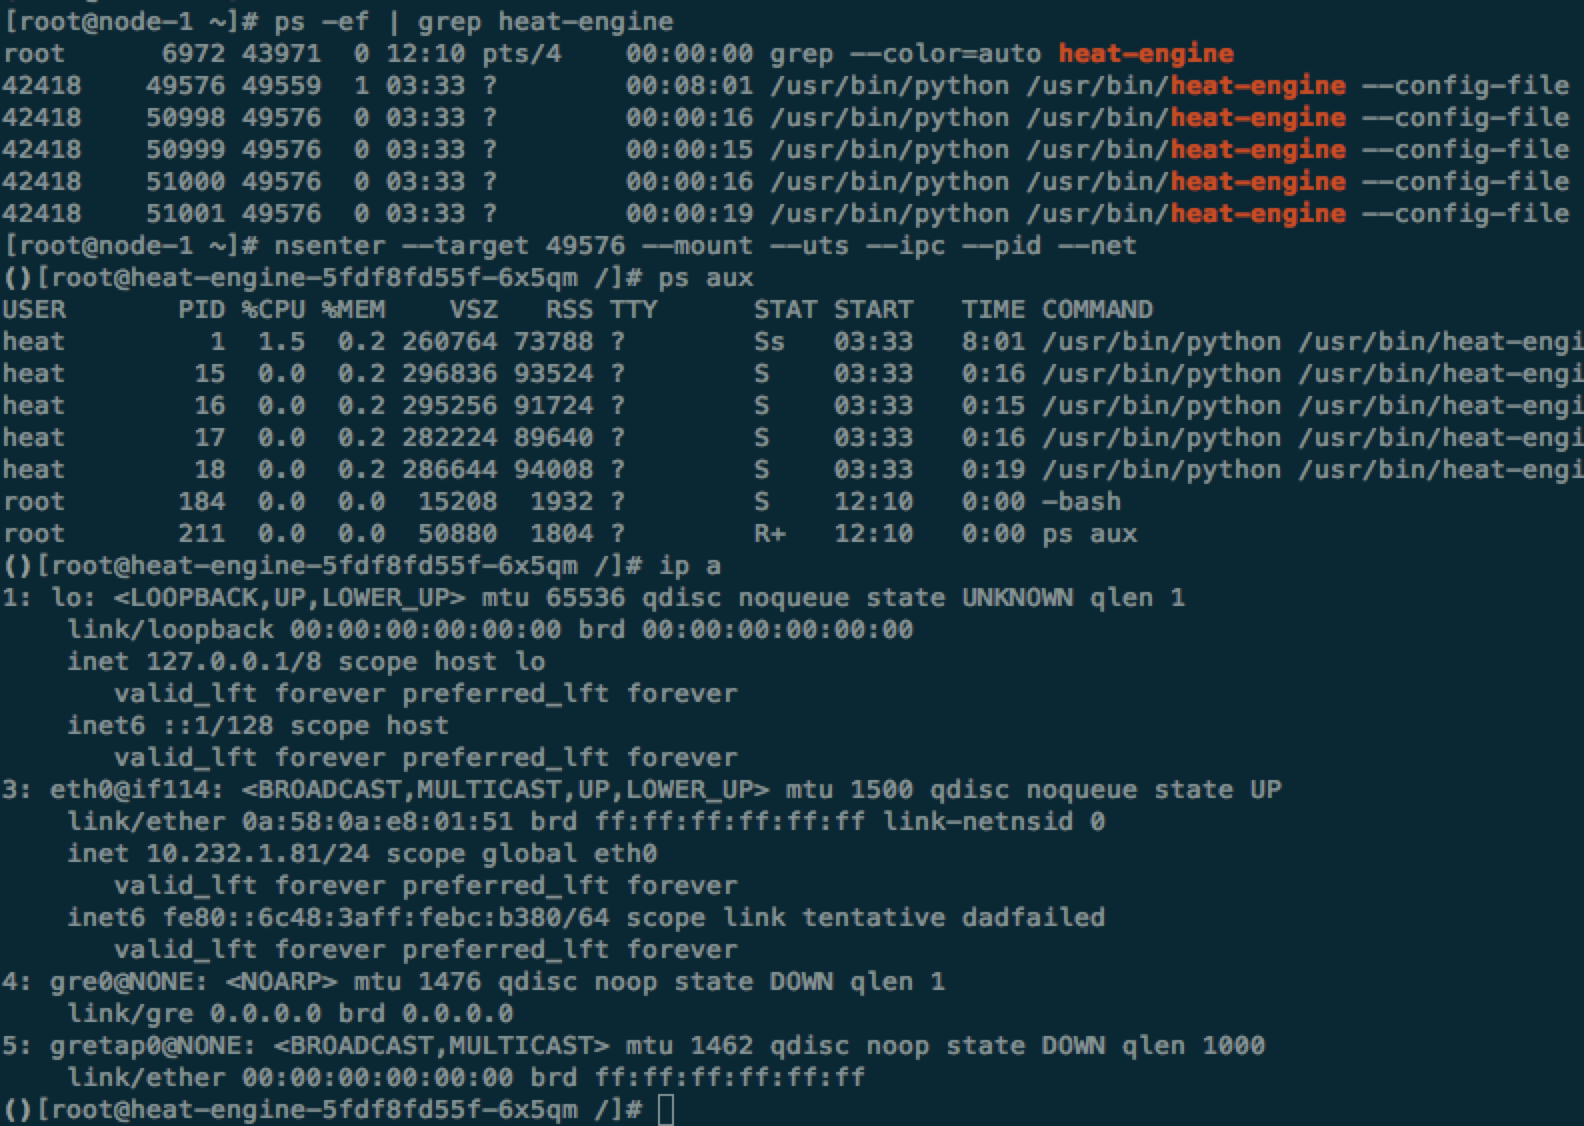 [root@node-1 ~]# ps -ef | grep heat-engine
root      6972 43971  0 12:10 pts/4    00:00:00 grep --color=auto heat-engine
42418    49576 49559  1 03:33 ?        00:08:01 /usr/bin/python /usr/bin/heat-engine --config-file
42418    50998 49576  0 03:33 ?        00:00:16 /usr/bin/python /usr/bin/heat-engine --config-file
42418    50999 49576  0 03:33 ?        00:00:15 /usr/bin/python /usr/bin/heat-engine --config-file
42418    51000 49576  0 03:33 ?        00:00:16 /usr/bin/python /usr/bin/heat-engine --config-file
42418    51001 49576  0 03:33 ?        00:00:19 /usr/bin/python /usr/bin/heat-engine --config-file
[root@node-1 ~]# nsenter --target 49576 --mount --uts --ipc --pid --net
()[root@heat-engine-5fdf8fd55f-6x5qm /]# ps aux
USER       PID %CPU %MEM    VSZ   RSS TTY      STAT START   TIME COMMAND
heat         1  1.5  0.2 260764 73788 ?        Ss   03:33   8:01 /usr/bin/python /usr/bin/heat-engi
heat        15  0.0  0.2 296836 93524 ?        S    03:33   0:16 /usr/bin/python /usr/bin/heat-engi
heat        16  0.0  0.2 295256 91724 ?        S    03:33   0:15 /usr/bin/python /usr/bin/heat-engi
heat        17  0.0  0.2 282224 89640 ?        S    03:33   0:16 /usr/bin/python /usr/bin/heat-engi
heat        18  0.0  0.2 286644 94008 ?        S    03:33   0:19 /usr/bin/python /usr/bin/heat-engi
root       184  0.0  0.0  15208  1932 ?        S    12:10   0:00 -bash
root       211  0.0  0.0  50880  1804 ?        R+   12:10   0:00 ps aux
()[root@heat-engine-5fdf8fd55f-6x5qm /]# ip a
1: lo: <LOOPBACK,UP,LOWER_UP> mtu 65536 qdisc noqueue state UNKNOWN qlen 1
    link/loopback 00:00:00:00:00:00 brd 00:00:00:00:00:00
    inet 127.0.0.1/8 scope host lo
       valid_lft forever preferred_lft forever
    inet6 ::1/128 scope host
       valid_lft forever preferred_lft forever
3: eth0@if114: <BROADCAST,MULTICAST,UP,LOWER_UP> mtu 1500 qdisc noqueue state UP
    link/ether 0a:58:0a:e8:01:51 brd ff:ff:ff:ff:ff:ff link-netnsid 0
    inet 10.232.1.81/24 scope global eth0
       valid_lft forever preferred_lft forever
    inet6 fe80::6c48:3aff:febc:b380/64 scope link tentative dadfailed
       valid_lft forever preferred_lft forever
4: gre0@NONE: <NOARP> mtu 1476 qdisc noop state DOWN qlen 1
    link/gre 0.0.0.0 brd 0.0.0.0
5: gretap0@NONE: <BROADCAST,MULTICAST> mtu 1462 qdisc noop state DOWN qlen 1000
    link/ether 00:00:00:00:00:00 brd ff:ff:ff:ff:ff:ff
()[root@heat-engine-5fdf8fd55f-6x5qm /]#